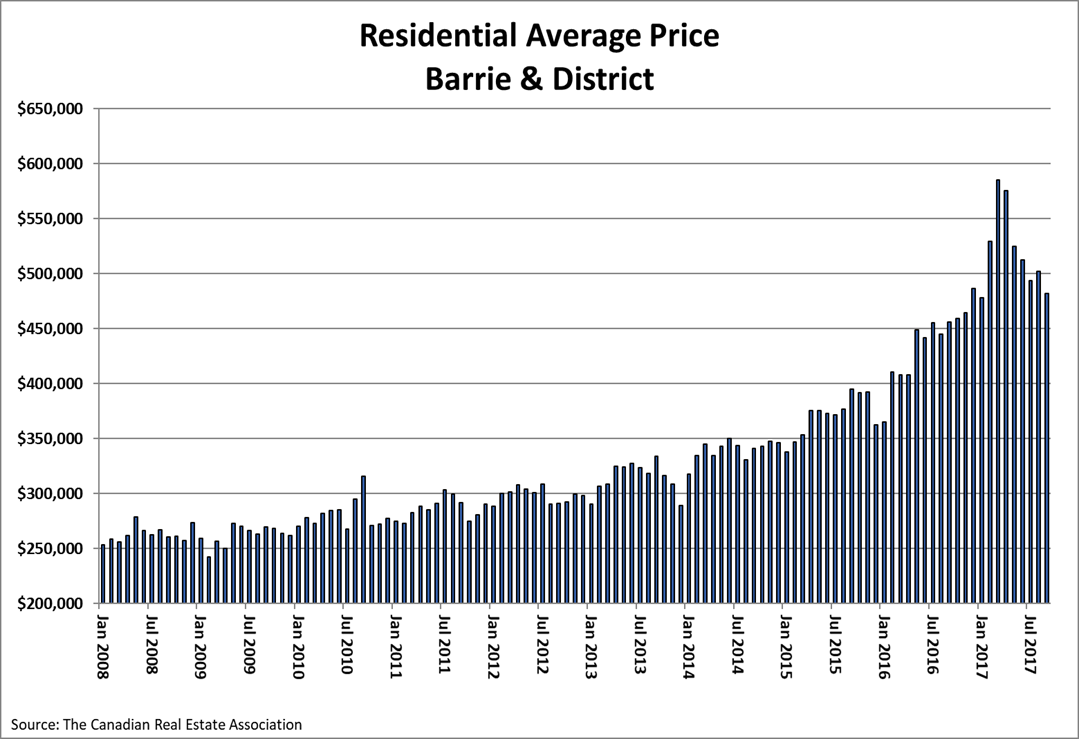 Residential Average Price
Barrie & District
$650,000
$600,000
$550,000
$500,000
$450,000
$400,000
$350,000
$300,000
$250,000
$200,000
Jan 2008
Jul 2008
Jan 2009
Jul 2009
Jan 2010
Jul 2010
Jan 2011
Jul 2011
Jan 2012
Jul 2012
Jan 2013
Jul 2013
Jan 2014
Jul 2014
Jan 2015
Jul 2015
Jan 2016
Jul 2016
Jan 2017
Jul 2017
Source: The Canadian Real Estate Association